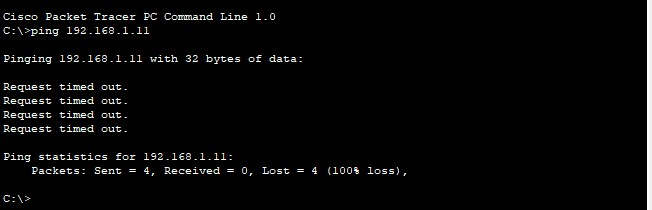 Cisco Packet Tracer PC Command Line 1.0
C:\>ping 192.168.1.11
Pinging 192.168.1.11 with 32 bytes of data:
Request timed out.
Request timed out.
Request timed out.
Request timed out.
Ping statistics for 192.168.1.11:
Packets: Sent = 4, Received = 0, Lost = 4 (100% loss),
C:\>